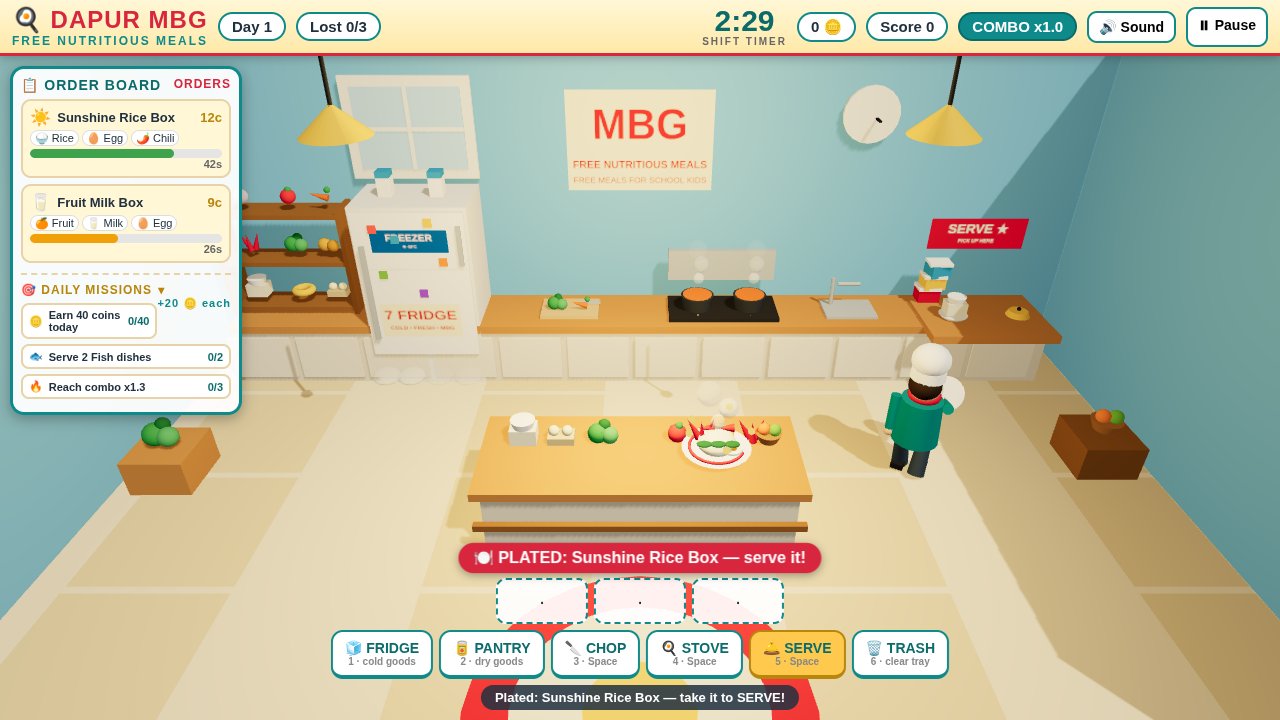 DAPUR MBG
FREE NUTRITIOUS MEALS
Day 1
Lost 0/3
2:29
SHIFT TIMER
0
Score 0
COMBO x1.0
Sound
Pause
ORDER BOARD
ORDERS
Sunshine Rice Box 12c
Rice Egg Chili
42s
Fruit Milk Box 9c
Fruit Milk Egg
26s
DAILY MISSIONS ▼
+20 each
Earn 40 coins today 0/40
Serve 2 Fish dishes 0/2
Reach combo x1.3 0/3
MBG
FREE NUTRITIOUS MEALS
FREE MEALS FOR SCHOOL KIDS
SERVE ★
PICK UP HERE
7 FRIDGE
PLATED: Sunshine Rice Box — serve it!
FRIDGE
1 · cold goods
PANTRY
2 · dry goods
CHOP
3 · Space
STOVE
4 · Space
SERVE
5 · Space
TRASH
6 · clear tray
Plated: Sunshine Rice Box — take it to SERVE!